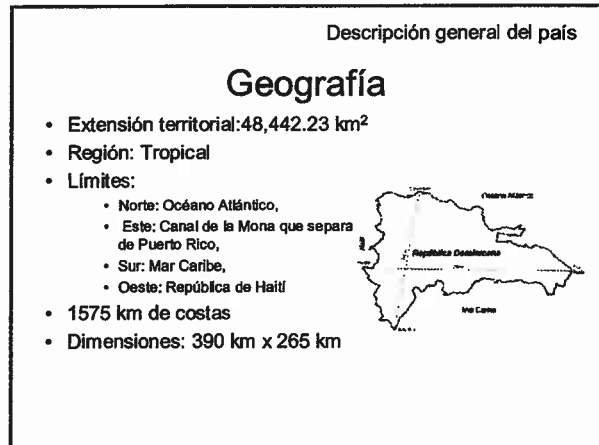 Descripción general del país
Geografía
• Extensión territorial:48,442.23 km²
• Región: Tropical
• Límites:
• Norte: Océano Atlántico,
• Este: Canal de la Mona que separa
de Puerto Rico,
• Sur: Mar Caribe,
• Oeste: República de Haití
• 1575 km de costas
• Dimensiones: 390 km x 265 km
Haití
República Dominicana
Mar Caribe